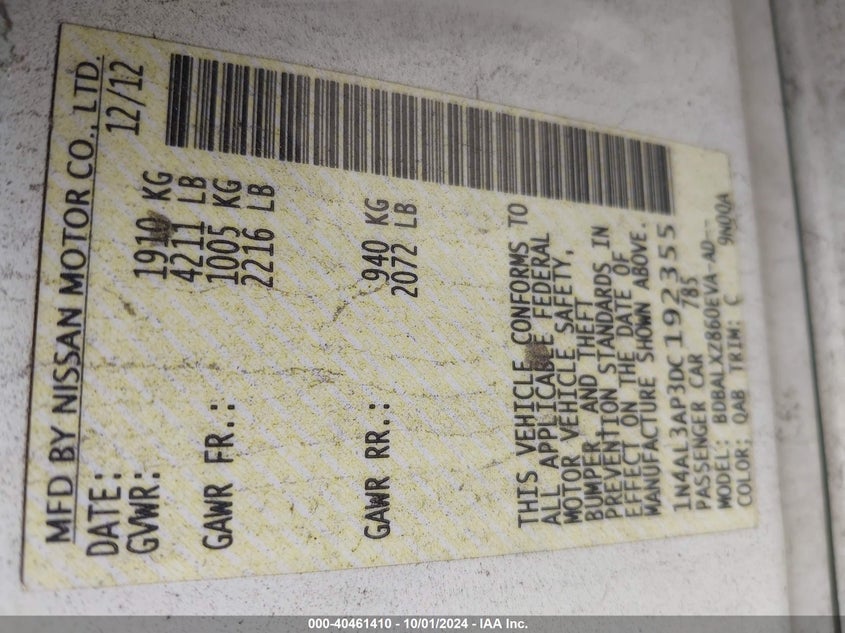 MFD BY NISSAN MOTOR CO., LTD.
DATE: 12/12
GVWR: 1910 KG
4211 LB
GAWR FR.: 1005 KG
2216 LB
GAWR RR.: 940 KG
2072 LB
THIS VEHICLE CONFORMS TO
ALL APPLICABLE FEDERAL
MOTOR VEHICLE SAFETY,
BUMPER, AND THEFT
PREVENTION STANDARDS IN
EFFECT ON THE DATE OF
MANUFACTURE SHOWN ABOVE.
1N4AL3AP3DC192355
PASSENGER CAR 785
MODEL: BDBALXZ860EVA-AD---
COLOR: QAB TRIM: C 9N00A
000-40461410 - 10/01/2024 - IAA Inc.